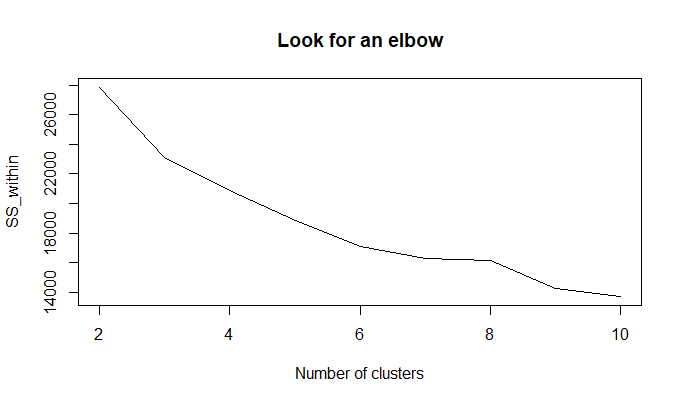 Look for an elbow
SS_within
26000
22000
18000
14000
2 4 6 8 10
Number of clusters